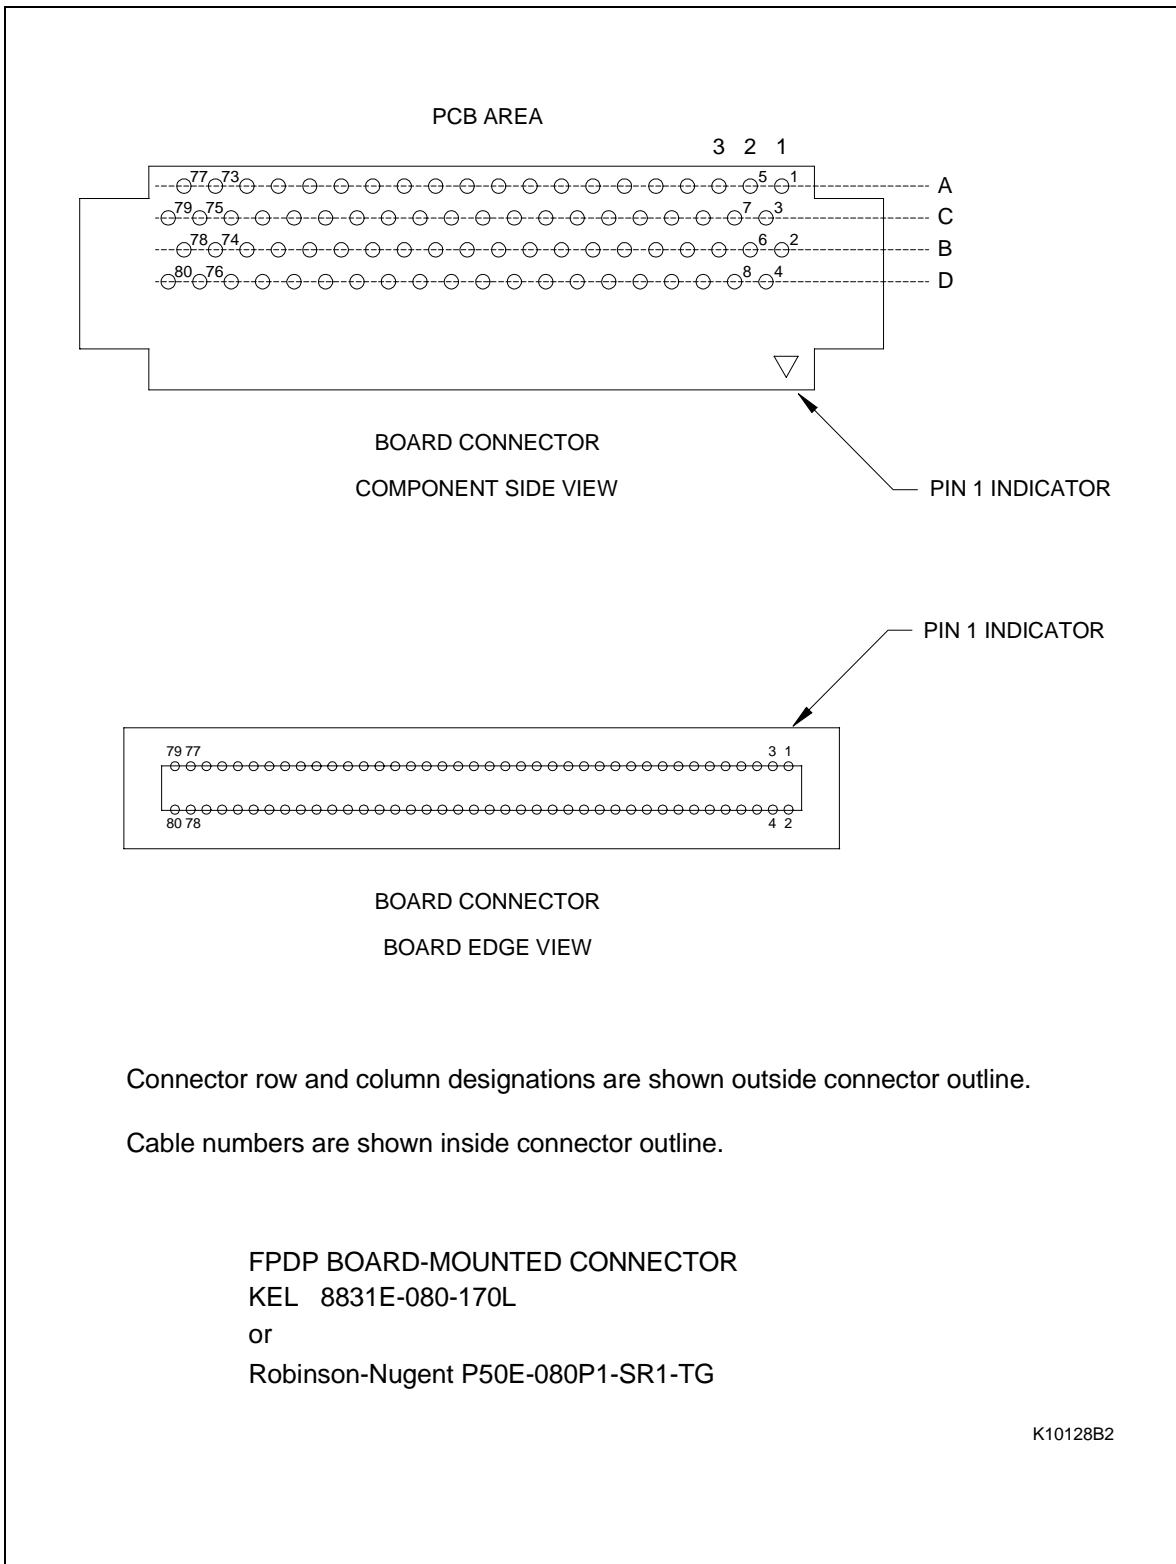 PCB AREA
3 2 1
77 73 5 1 A
79 75 7 3 C
78 74 6 2 B
80 76 8 4 D
BOARD CONNECTOR
COMPONENT SIDE VIEW
PIN 1 INDICATOR
PIN 1 INDICATOR
79 77 3 1
80 78 4 2
BOARD CONNECTOR
BOARD EDGE VIEW
Connector row and column designations are shown outside connector outline.
Cable numbers are shown inside connector outline.
FPDP BOARD-MOUNTED CONNECTOR
KEL 8831E-080-170L
or
Robinson-Nugent P50E-080P1-SR1-TG
K10128B2